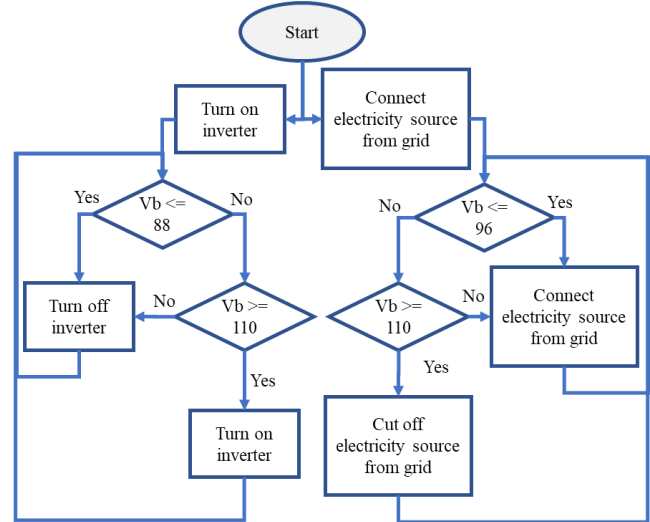 Start
Turn on
inverter
Connect
electricity source
from grid
Yes
Vb <=
88
No
No
Vb <=
96
Yes
Turn off
inverter
No
Vb >=
110
Vb >=
110
No
Connect
electricity source
from grid
Yes
Yes
Turn on
inverter
Cut off
electricity source
from grid